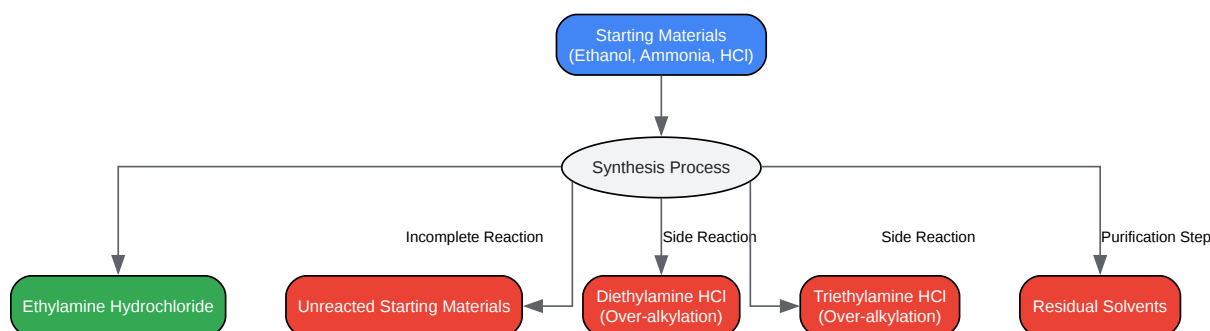 Starting Materials
(Ethanol, Ammonia, HCl)
Synthesis Process
Incomplete Reaction
Side Reaction
Side Reaction
Purification Step
Ethylamine Hydrochloride
Unreacted Starting Materials
Diethylamine HCl
(Over-alkylation)
Triethylamine HCl
(Over-alkylation)
Residual Solvents